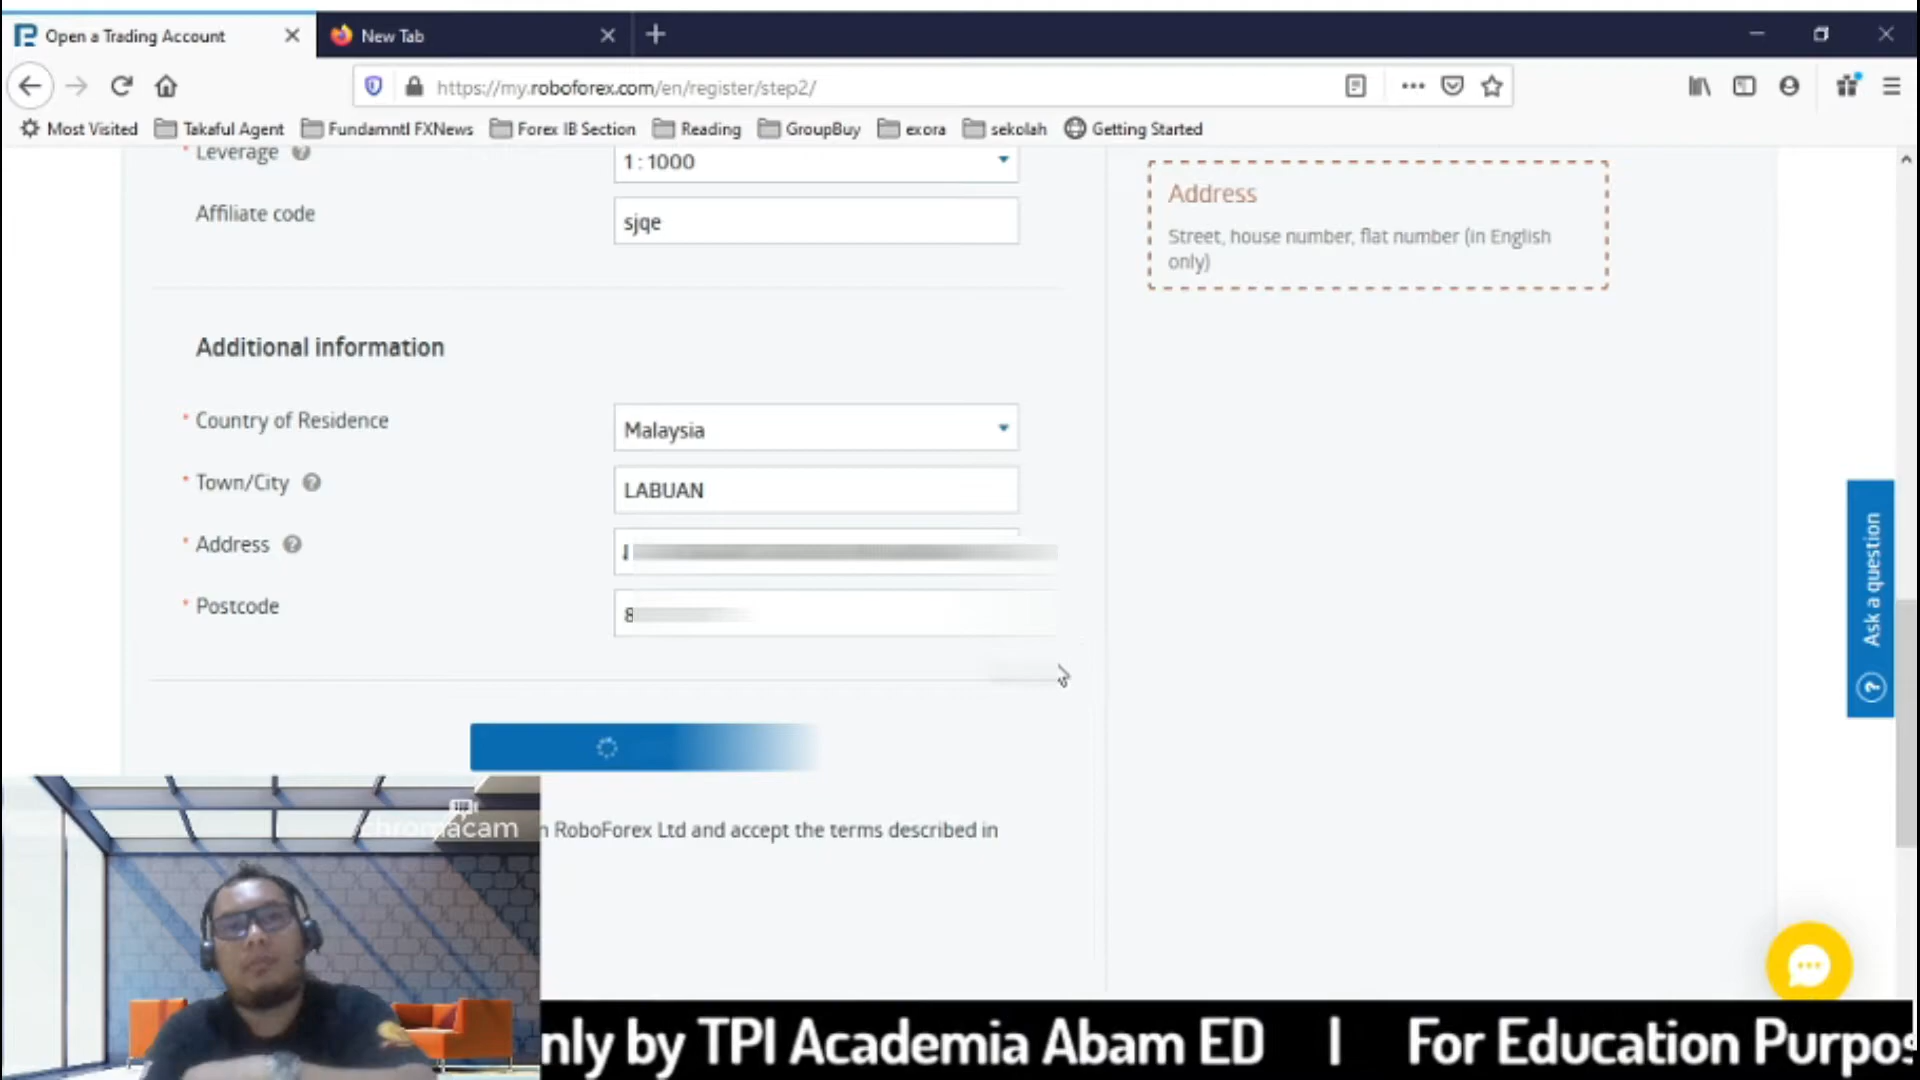 Open a Trading Account
New Tab
https://my.roboforex.com/en/register/step2/
Most Visited Takaful Agent Fundamntl FXNews Forex IB Section Reading GroupBuy exora sekolah Getting Started
* Leverage ?
1 : 1000
Affiliate code
sjqe
Address
Street, house number, flat number (in English
only)
Additional information
* Country of Residence
Malaysia
* Town/City ?
LABUAN
* Address ?
* Postcode
8
Ask a question
?
RoboForex Ltd and accept the terms described in
chromacam
nly by TPI Academia Abam ED | For Education Purpos